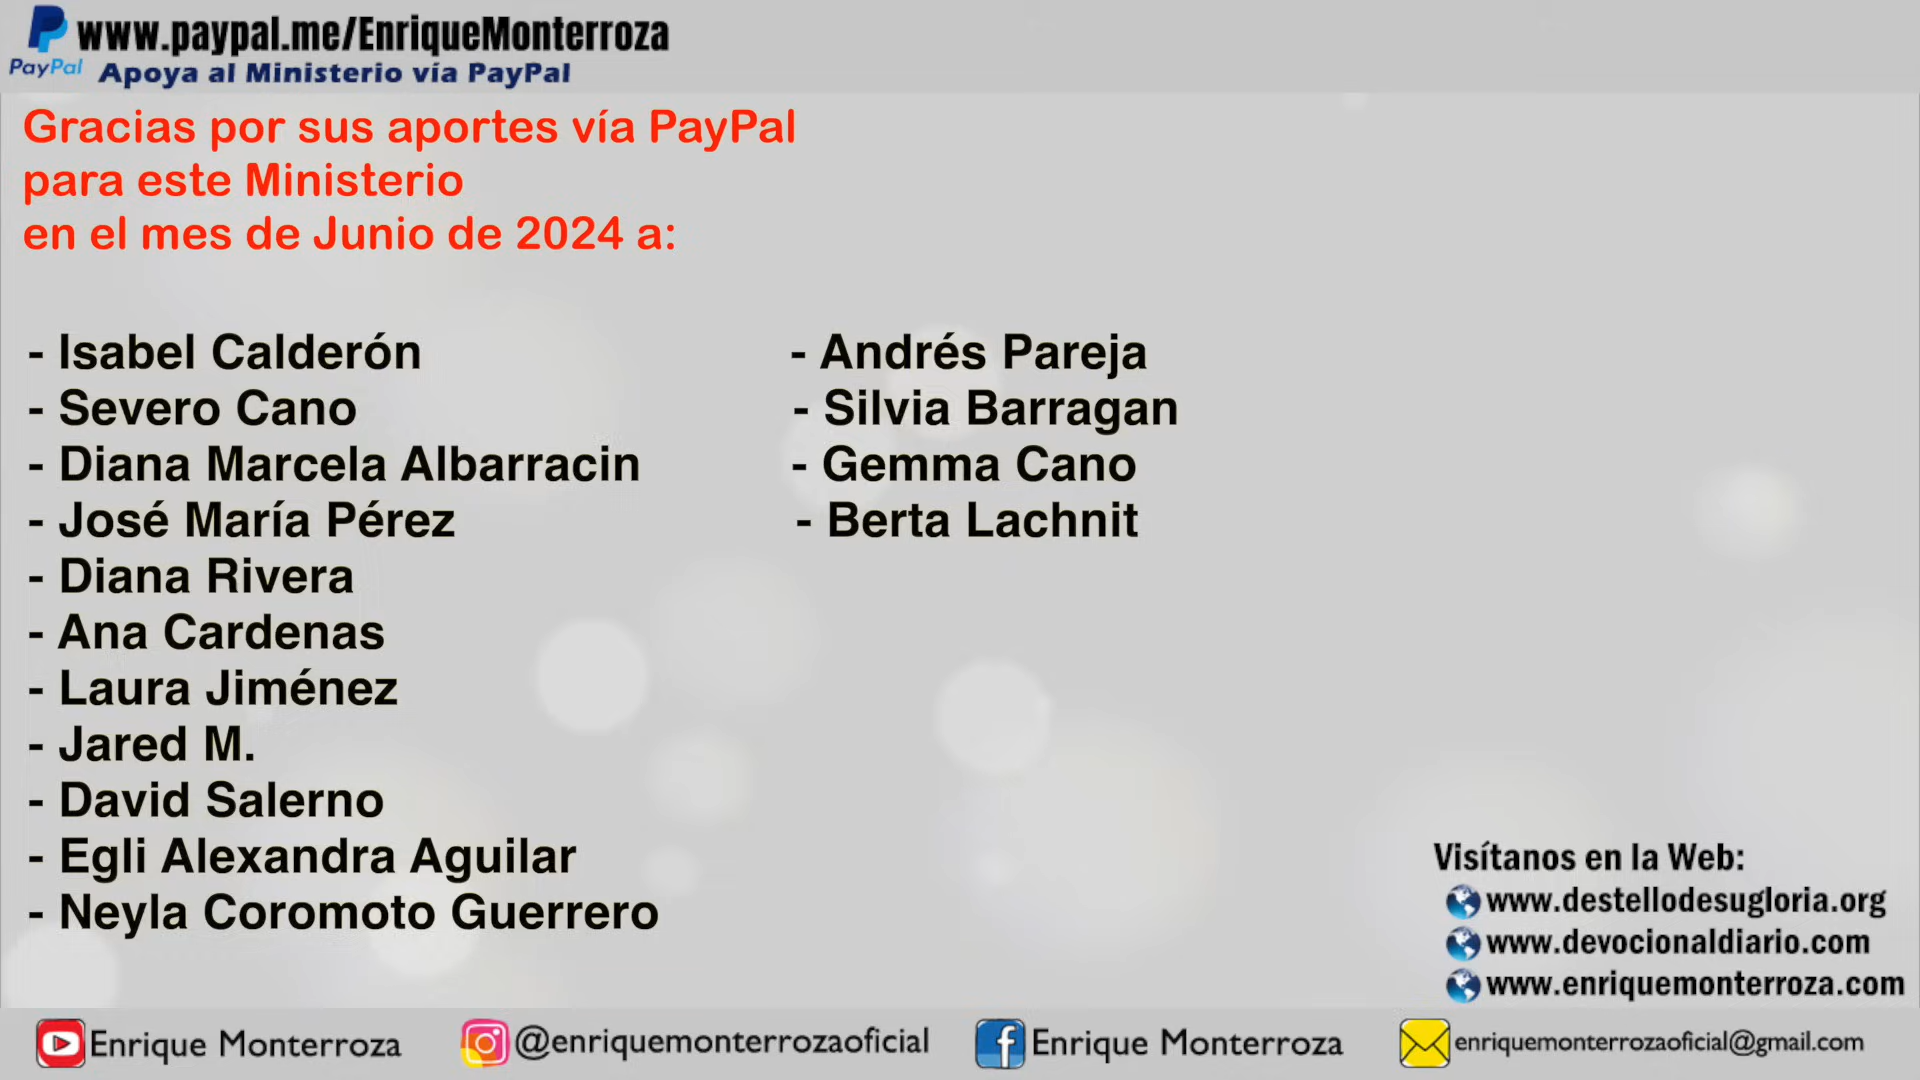 www.paypal.me/EnriqueMonterroza
PayPal
Apoya al Ministerio vía PayPal
Gracias por sus aportes vía PayPal
para este Ministerio
en el mes de Junio de 2024 a:
- Isabel Calderón
- Severo Cano
- Diana Marcela Albarracin
- José María Pérez
- Diana Rivera
- Ana Cardenas
- Laura Jiménez
- Jared M.
- David Salerno
- Egli Alexandra Aguilar
- Neyla Coromoto Guerrero
- Andrés Pareja
- Silvia Barragan
- Gemma Cano
- Berta Lachnit
Visítanos en la Web:
www.destellodesugloria.org
www.devocionaldiario.com
www.enriquemonterroza.com
Enrique Monterroza
@enriquemonterrozaoficial
Enrique Monterroza
enriquemonterrozaoficial@gmail.com